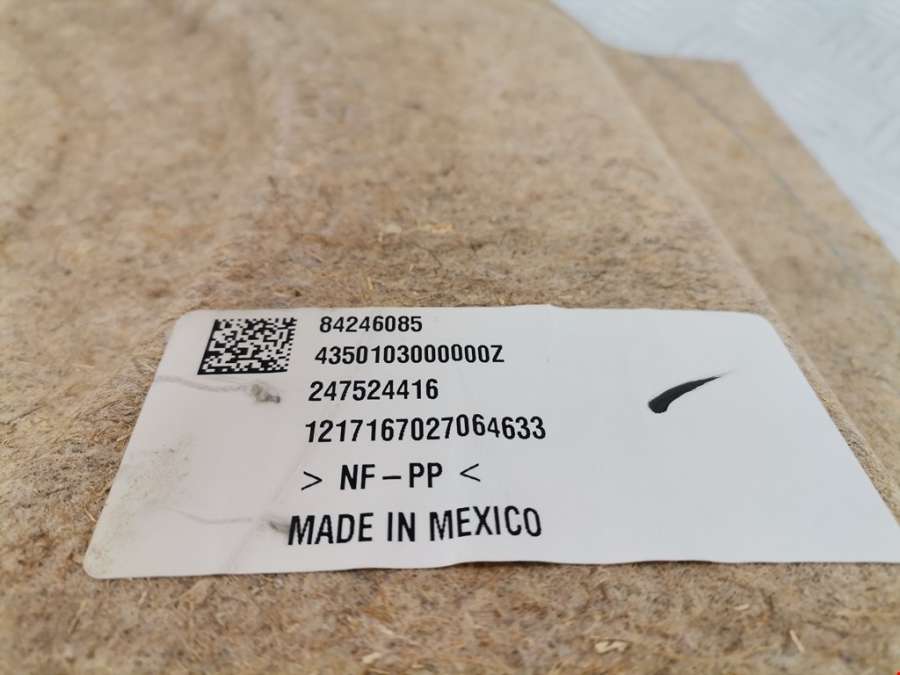 84246085
4350103000000Z
247524416
1217167027064633
> NF-PP <
MADE IN MEXICO